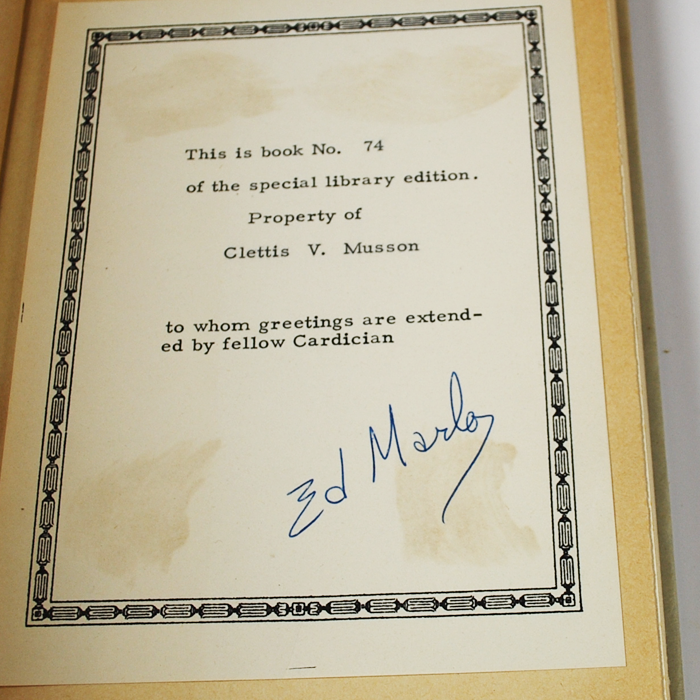 This is book No. 74
of the special library edition.
Property of
Clettis V. Musson
to whom greetings are extend-
ed by fellow Cardician
Ed Marlo